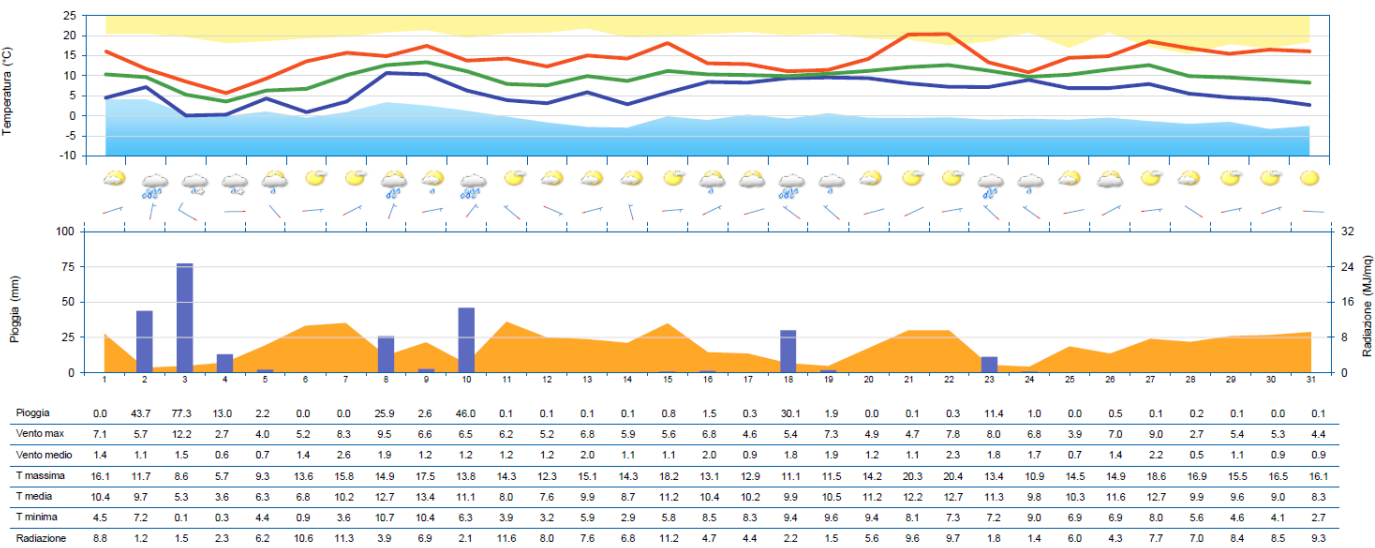 Temperatura (°C)
25
20
15
10
5
0
-5
-10
Pioggia (mm)
100
75
50
25
0
Radiazione (MJ/mq)
32
24
16
8
0
1 2 3 4 5 6 7 8 9 10 11 12 13 14 15 16 17 18 19 20 21 22 23 24 25 26 27 28 29 30 31
Pioggia 0.0 43.7 77.3 13.0 2.2 0.0 0.0 25.9 2.6 46.0 0.1 0.1 0.1 0.1 0.8 1.5 0.3 30.1 1.9 0.0 0.1 0.3 11.4 1.0 0.0 0.5 0.1 0.2 0.1 0.0 0.1
Vento max 7.1 5.7 12.2 2.7 4.0 5.2 8.3 9.5 6.6 6.5 6.2 5.2 6.8 5.9 5.6 6.8 4.6 5.4 7.3 4.9 4.7 7.8 8.0 6.8 3.9 7.0 9.0 2.7 5.4 5.3 4.4
Vento medio 1.4 1.1 1.5 0.6 0.7 1.4 2.6 1.9 1.2 1.2 1.2 1.2 2.0 1.1 1.1 2.0 0.9 1.8 1.9 1.2 1.1 2.3 1.8 1.7 0.7 1.4 2.2 0.5 1.1 0.9 0.9
T massima 16.1 11.7 8.6 5.7 9.3 13.6 15.8 14.9 17.5 13.8 14.3 12.3 15.1 14.3 18.2 13.1 12.9 11.1 11.5 14.2 20.3 20.4 13.4 10.9 14.5 14.9 18.6 16.9 15.5 16.5 16.1
T media 10.4 9.7 5.3 3.6 6.3 6.8 10.2 12.7 13.4 11.1 8.0 7.6 9.9 8.7 11.2 10.4 10.2 9.9 10.5 11.2 12.2 12.7 11.3 9.8 10.3 11.6 12.7 9.9 9.6 9.0 8.3
T minima 4.5 7.2 0.1 0.3 4.4 0.9 3.6 10.7 10.4 6.3 3.9 3.2 5.9 2.9 5.8 8.5 8.3 9.4 9.6 9.4 8.1 7.3 7.2 9.0 6.9 6.9 8.0 5.6 4.6 4.1 2.7
Radiazione 8.8 1.2 1.5 2.3 6.2 10.6 11.3 3.9 6.9 2.1 11.6 8.0 7.6 6.8 11.2 4.7 4.4 2.2 1.5 5.6 9.6 9.7 1.8 1.4 6.0 4.3 7.7 7.0 8.4 8.5 9.3